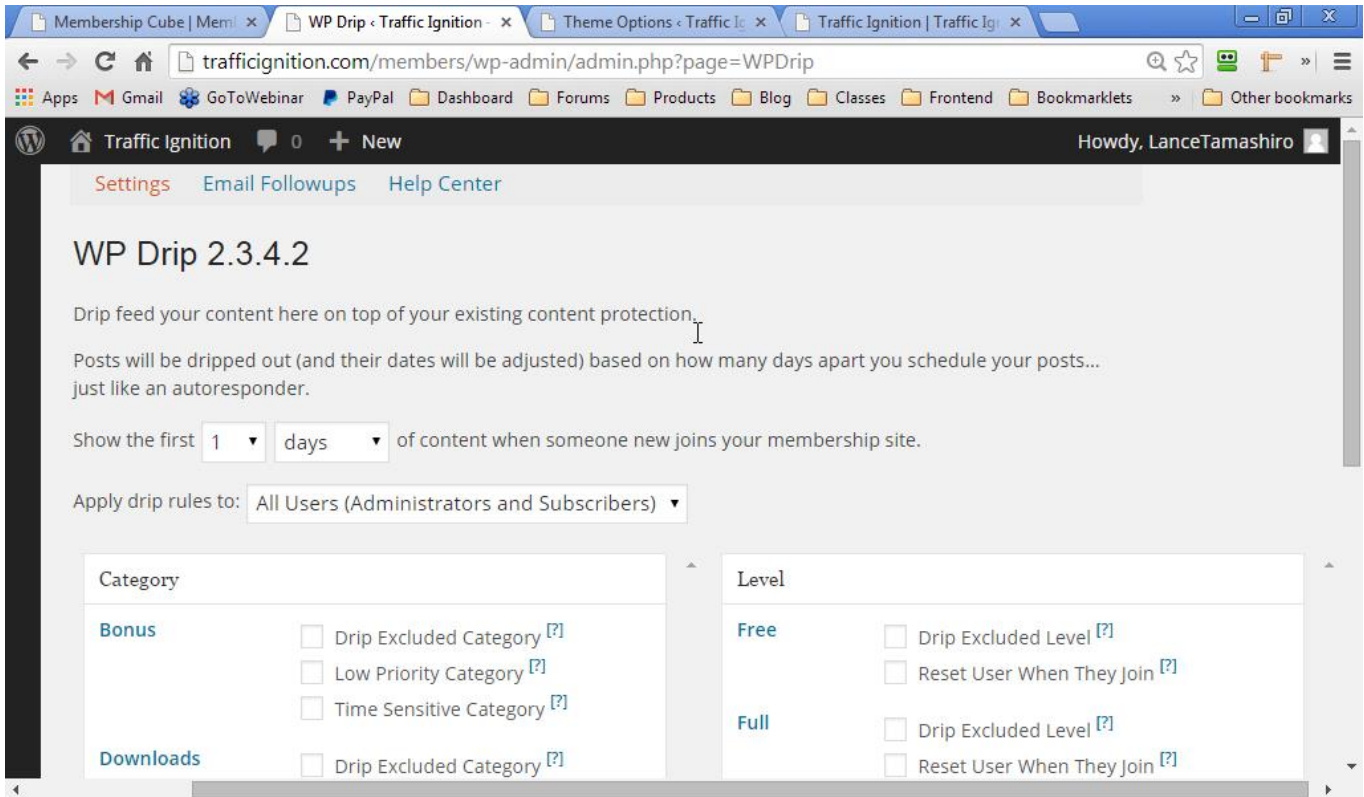 Membership Cube | Mem
WP Drip ‹ Traffic Ignition -
Theme Options ‹ Traffic Ig
Traffic Ignition | Traffic Ig
trafficignition.com/members/wp-admin/admin.php?page=WPDrip
Apps Gmail GoToWebinar PayPal Dashboard Forums Products Blog Classes Frontend Bookmarklets » Other bookmarks
Traffic Ignition 0 + New Howdy, LanceTamashiro
Settings Email Followups Help Center
WP Drip 2.3.4.2
Drip feed your content here on top of your existing content protection.
Posts will be dripped out (and their dates will be adjusted) based on how many days apart you schedule your posts...
just like an autoresponder.
Show the first 1 days of content when someone new joins your membership site.
Apply drip rules to: All Users (Administrators and Subscribers)
Category
Bonus
Drip Excluded Category [?]
Low Priority Category [?]
Time Sensitive Category [?]
Downloads
Drip Excluded Category [?]
Level
Free
Drip Excluded Level [?]
Reset User When They Join [?]
Full
Drip Excluded Level [?]
Reset User When They Join [?]